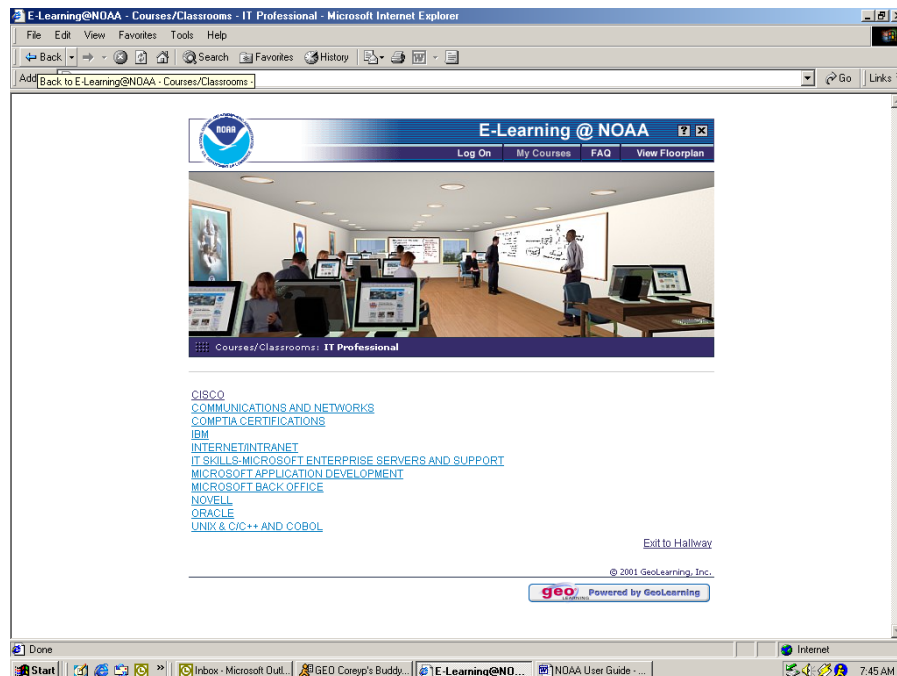 E-Learning@NOAA - Courses/Classrooms - IT Professional - Microsoft Internet Explorer
File Edit View Favorites Tools Help
Back Search Favorites History
Add Go Links
Back to E-Learning@NOAA - Courses/Classrooms -
NOAA
E-Learning @ NOAA ? X
Log On My Courses FAQ View Floorplan
Courses/Classrooms: IT Professional
CISCO
COMMUNICATIONS AND NETWORKS
COMPTIA CERTIFICATIONS
IBM
INTERNET/INTRANET
IT SKILLS-MICROSOFT ENTERPRISE SERVERS AND SUPPORT
MICROSOFT APPLICATION DEVELOPMENT
MICROSOFT BACK OFFICE
NOVELL
ORACLE
UNIX & C/C++ AND COBOL
Exit to Hallway
© 2001 GeoLearning, Inc.
geo LEARNING Powered by GeoLearning
Done Internet
Start Inbox - Microsoft Outl... GEO Coreyp's Buddy... E-Learning@NO... NOAA User Guide - ... 7:45 AM